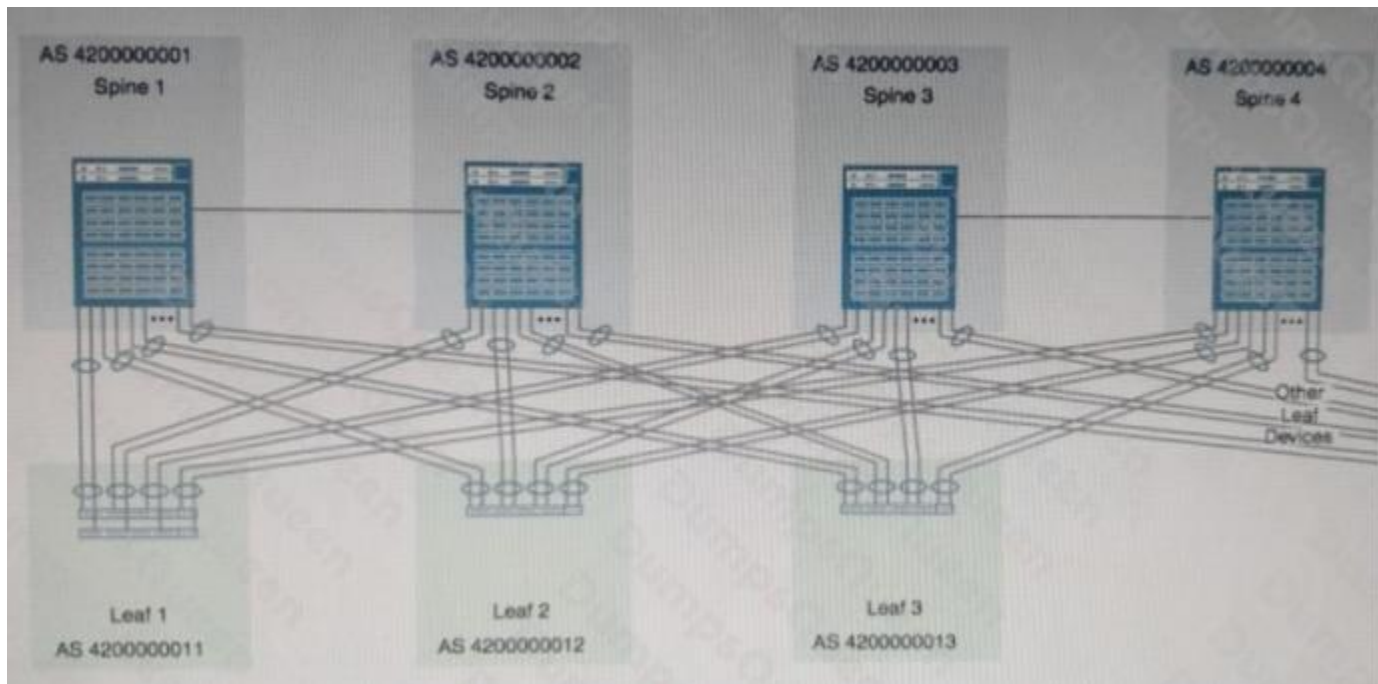 AS 4200000001
Spine 1
AS 4200000002
Spine 2
AS 4200000003
Spine 3
AS 4200000004
Spine 4
...
...
...
...
Other
Leaf
Devices
Leaf 1
AS 4200000011
Leaf 2
AS 4200000012
Leaf 3
AS 4200000013
DumpsQueen